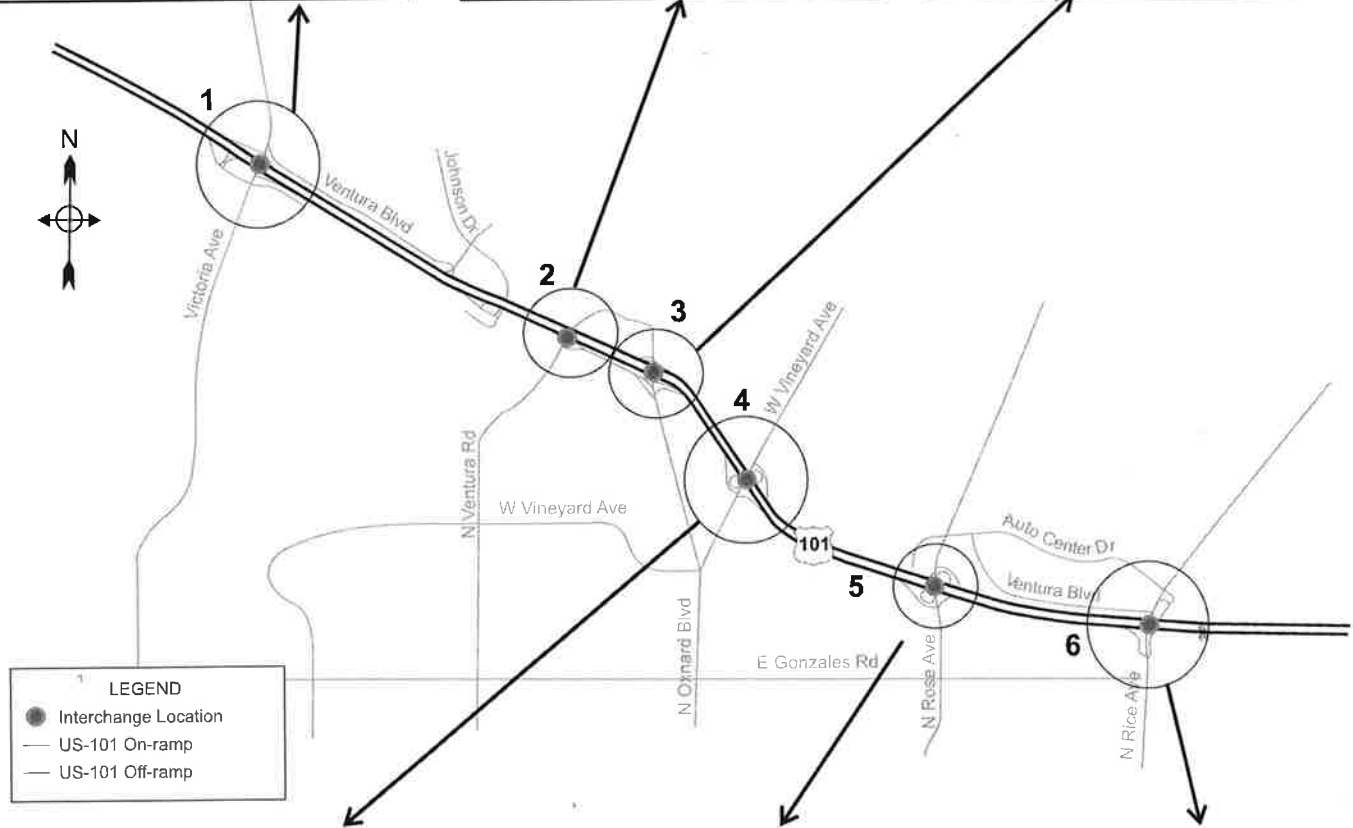 1
N
Johnson Dr
Ventura Blvd
Victoria Ave
2
3
W Vineyard Ave
4
N Ventura Rd
W Vineyard Ave
101
Auto Center Dr
Ventura Blvd
5
6
E Gonzales Rd
N Oxnard Blvd
N Rose Ave
N Rice Ave
LEGEND
Interchange Location
US-101 On-ramp
US-101 Off-ramp